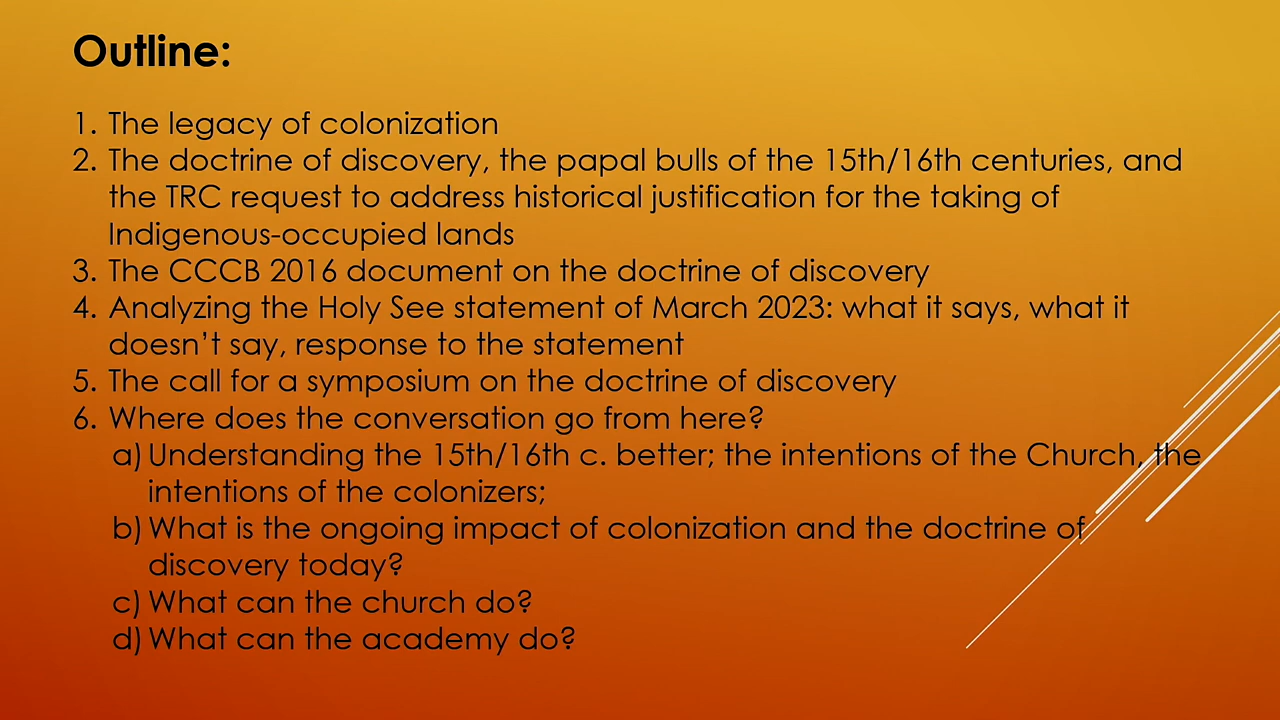 Outline:
1. The legacy of colonization
2. The doctrine of discovery, the papal bulls of the 15th/16th centuries, and
the TRC request to address historical justification for the taking of
Indigenous-occupied lands
3. The CCCB 2016 document on the doctrine of discovery
4. Analyzing the Holy See statement of March 2023: what it says, what it
doesn’t say, response to the statement
5. The call for a symposium on the doctrine of discovery
6. Where does the conversation go from here?
a) Understanding the 15th/16th c. better; the intentions of the Church, the
intentions of the colonizers;
b) What is the ongoing impact of colonization and the doctrine of
discovery today?
c) What can the church do?
d) What can the academy do?